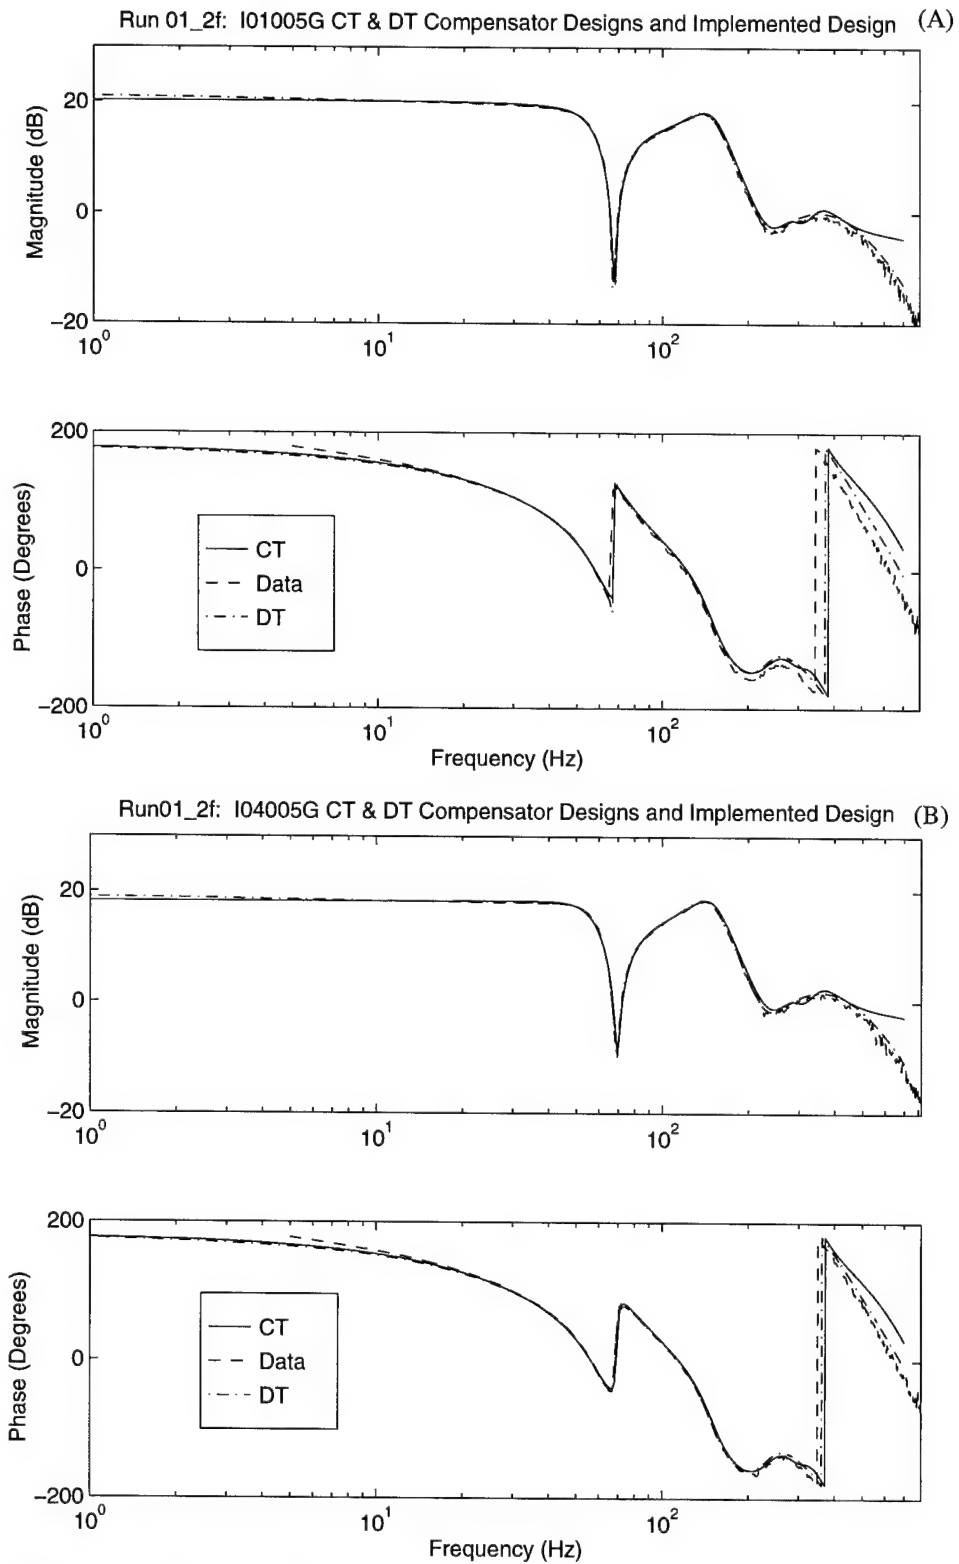 Run 01_2f: I01005G CT & DT Compensator Designs and Implemented Design (A)
Magnitude (dB)
20
0
−20
10^0
10^1
10^2
Phase (Degrees)
200
0
−200
CT
Data
DT
10^0
10^1
10^2
Frequency (Hz)
Run01_2f: I04005G CT & DT Compensator Designs and Implemented Design (B)
Magnitude (dB)
20
0
−20
10^0
10^1
10^2
Phase (Degrees)
200
0
−200
CT
Data
DT
10^0
10^1
10^2
Frequency (Hz)